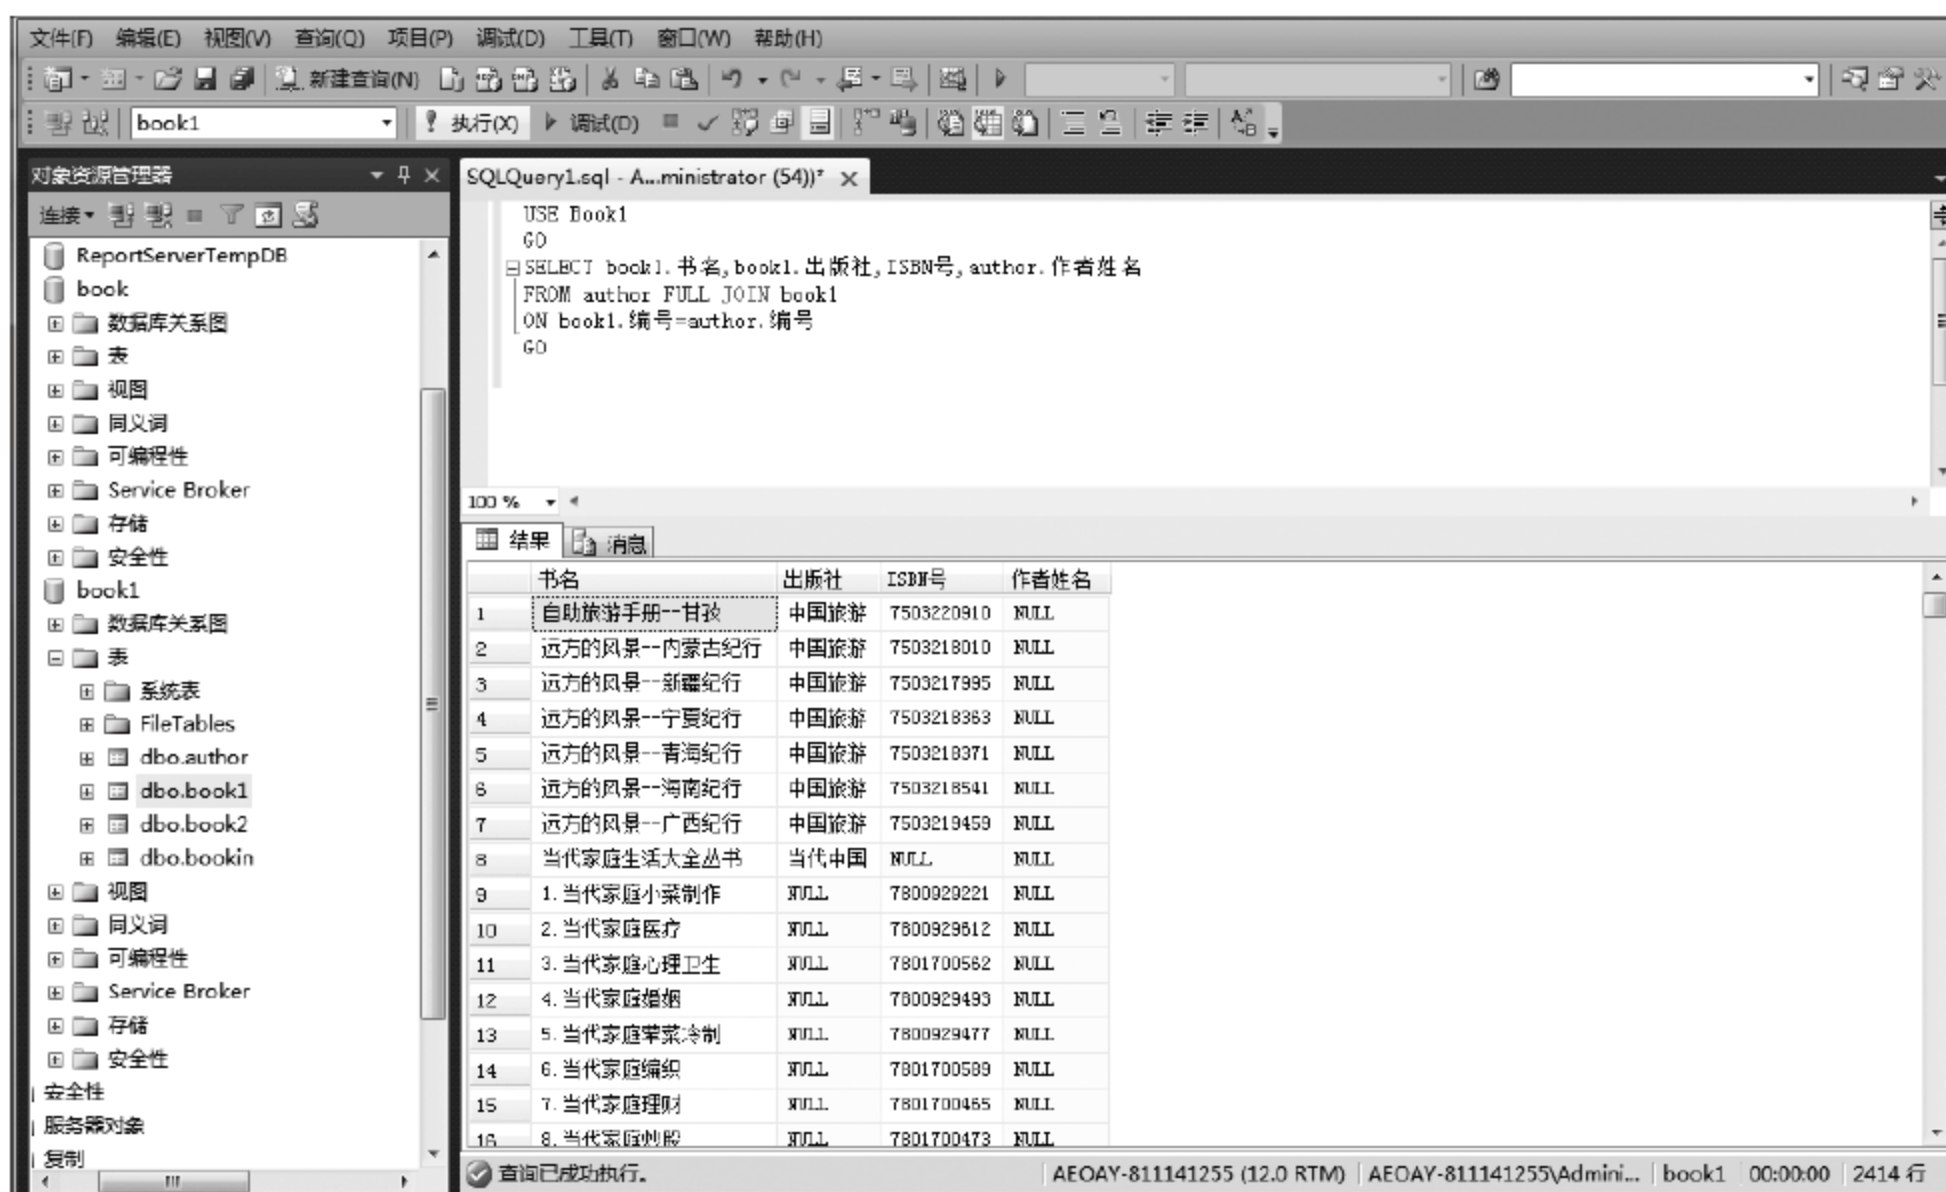 文件(F) 编辑(E) 视图(V) 查询(Q) 项目(P) 调试(D) 工具(T) 窗口(W) 帮助(H)
新建查询(N)
book1 执行(X) 调试(D)
对象资源管理器
连接
ReportServerTempDB
book
数据库关系图
表
视图
同义词
可编程性
Service Broker
存储
安全性
book1
数据库关系图
表
系统表
FileTables
dbo.author
dbo.book1
dbo.book2
dbo.bookin
视图
同义词
可编程性
Service Broker
存储
安全性
安全性
服务器对象
复制
SQLQuery1.sql - A...ministrator (54))*
USE Book1
GO
SELECT book1.书名,book1.出版社,ISBN号,author.作者姓名
FROM author FULL JOIN book1
ON book1.编号=author.编号
GO
100 %
结果 消息
书名 出版社 ISBN号 作者姓名
1 自助旅游手册--甘孜 中国旅游 7503220910 NULL
2 远方的风景--内蒙古纪行 中国旅游 7503218010 NULL
3 远方的风景--新疆纪行 中国旅游 7503217995 NULL
4 远方的风景--宁夏纪行 中国旅游 7503218363 NULL
5 远方的风景--青海纪行 中国旅游 7503218371 NULL
6 远方的风景--海南纪行 中国旅游 7503218541 NULL
7 远方的风景--广西纪行 中国旅游 7503219459 NULL
8 当代家庭生活大全丛书 当代中国 NULL NULL
9 1.当代家庭小菜制作 NULL 7800929221 NULL
10 2.当代家庭医疗 NULL 7800929612 NULL
11 3.当代家庭心理卫生 NULL 7801700562 NULL
12 4.当代家庭婚姻 NULL 7800929493 NULL
13 5.当代家庭荤菜冷制 NULL 7800929477 NULL
14 6.当代家庭编织 NULL 7801700589 NULL
15 7.当代家庭理财 NULL 7801700465 NULL
16 8.当代家庭炒股 NULL 7801700473 NULL
查询已成功执行。 AEOAY-811141255 (12.0 RTM) AEOAY-811141255\Admini... book1 00:00:00 2414 行